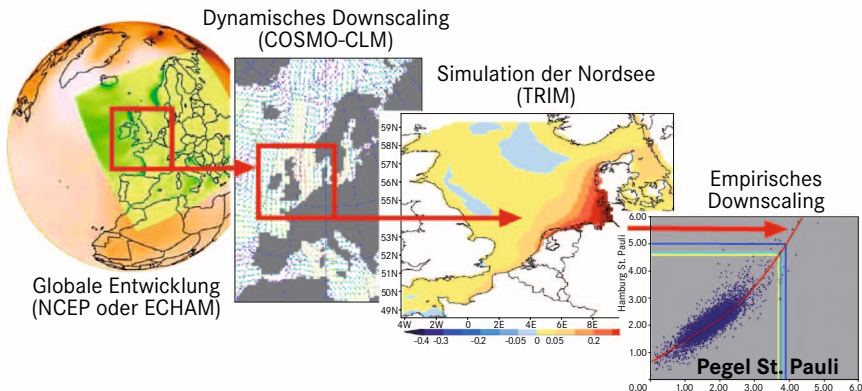 Dynamisches Downscaling
(COSMO-CLM)
Simulation der Nordsee
(TRIM)
Empirisches
Downscaling
Globale Entwicklung
(NCEP oder ECHAM)
59N
58N
57N
56N
55N
54N
53N
52N
51N
50N
49N
4W 2W 0 2E 4E 6E 8E
-0.4 -0.3 -0.2 -0.05 0 0.05 0.2
Hamburg St. Pauli
6.00
5.00
4.00
3.00
2.00
1.00
Pegel St. Pauli
0.00 1.00 2.00 3.00 4.00 5.00 6.0